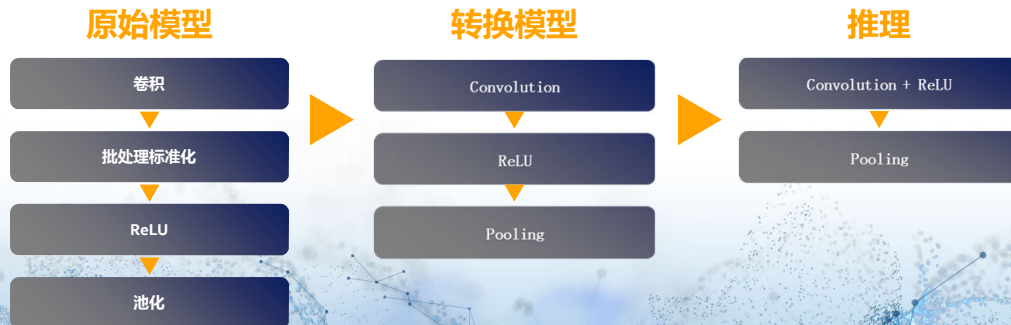 原始模型
卷积
批处理标准化
ReLU
池化
转换模型
Convolution
ReLU
Pooling
推理
Convolution + ReLU
Pooling